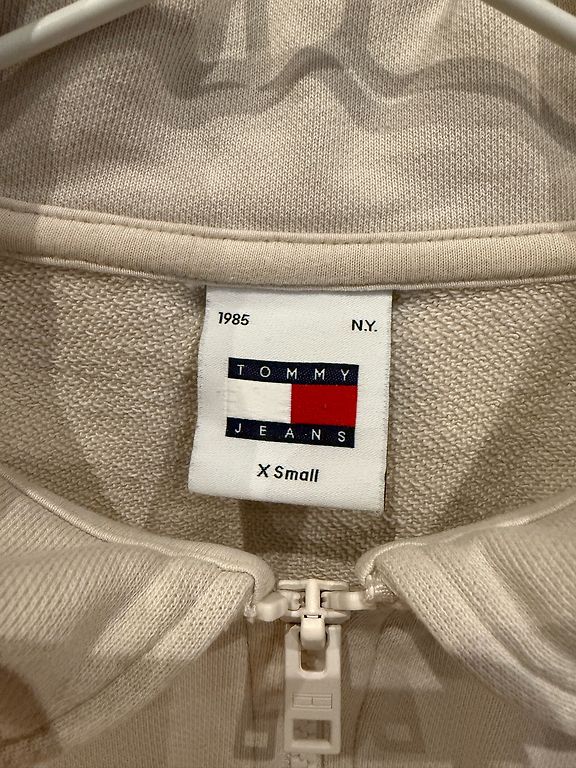 1985 N.Y.
TOMMY
JEANS
X Small